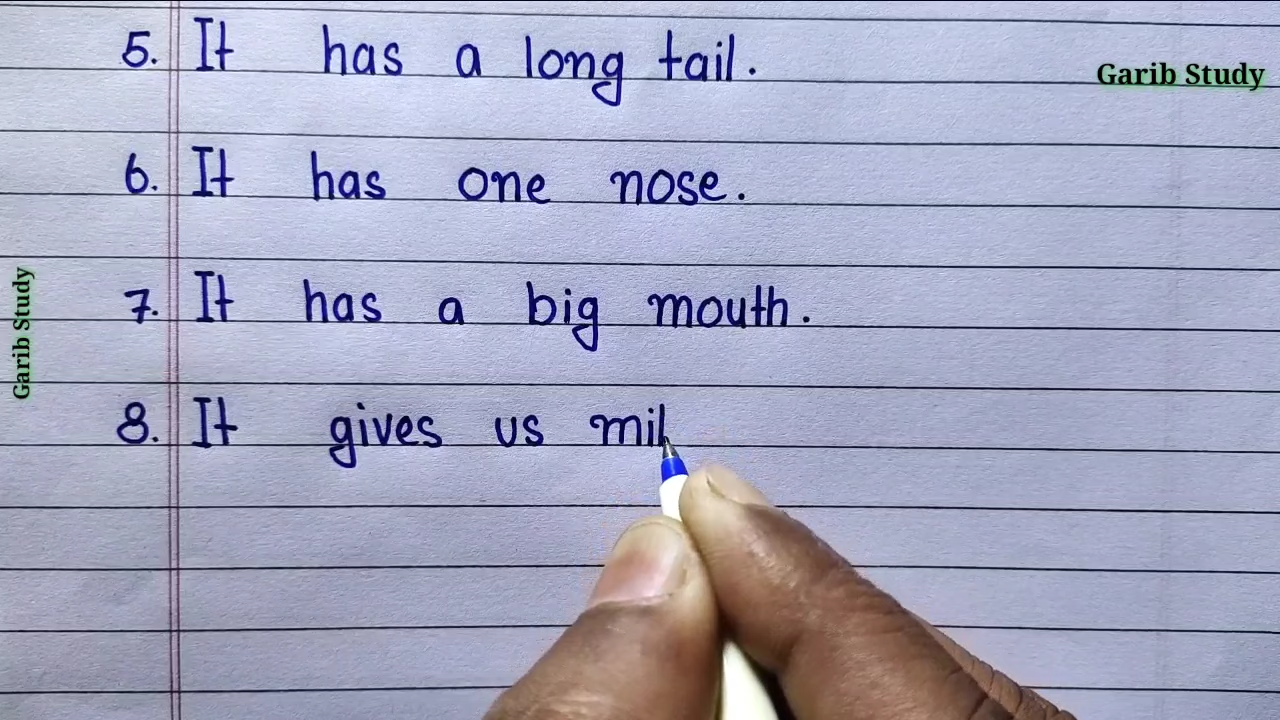 5. It has a long tail.
Garib Study
6. It has one nose.
7. It has a big mouth.
Garib Study
8. It gives us mil